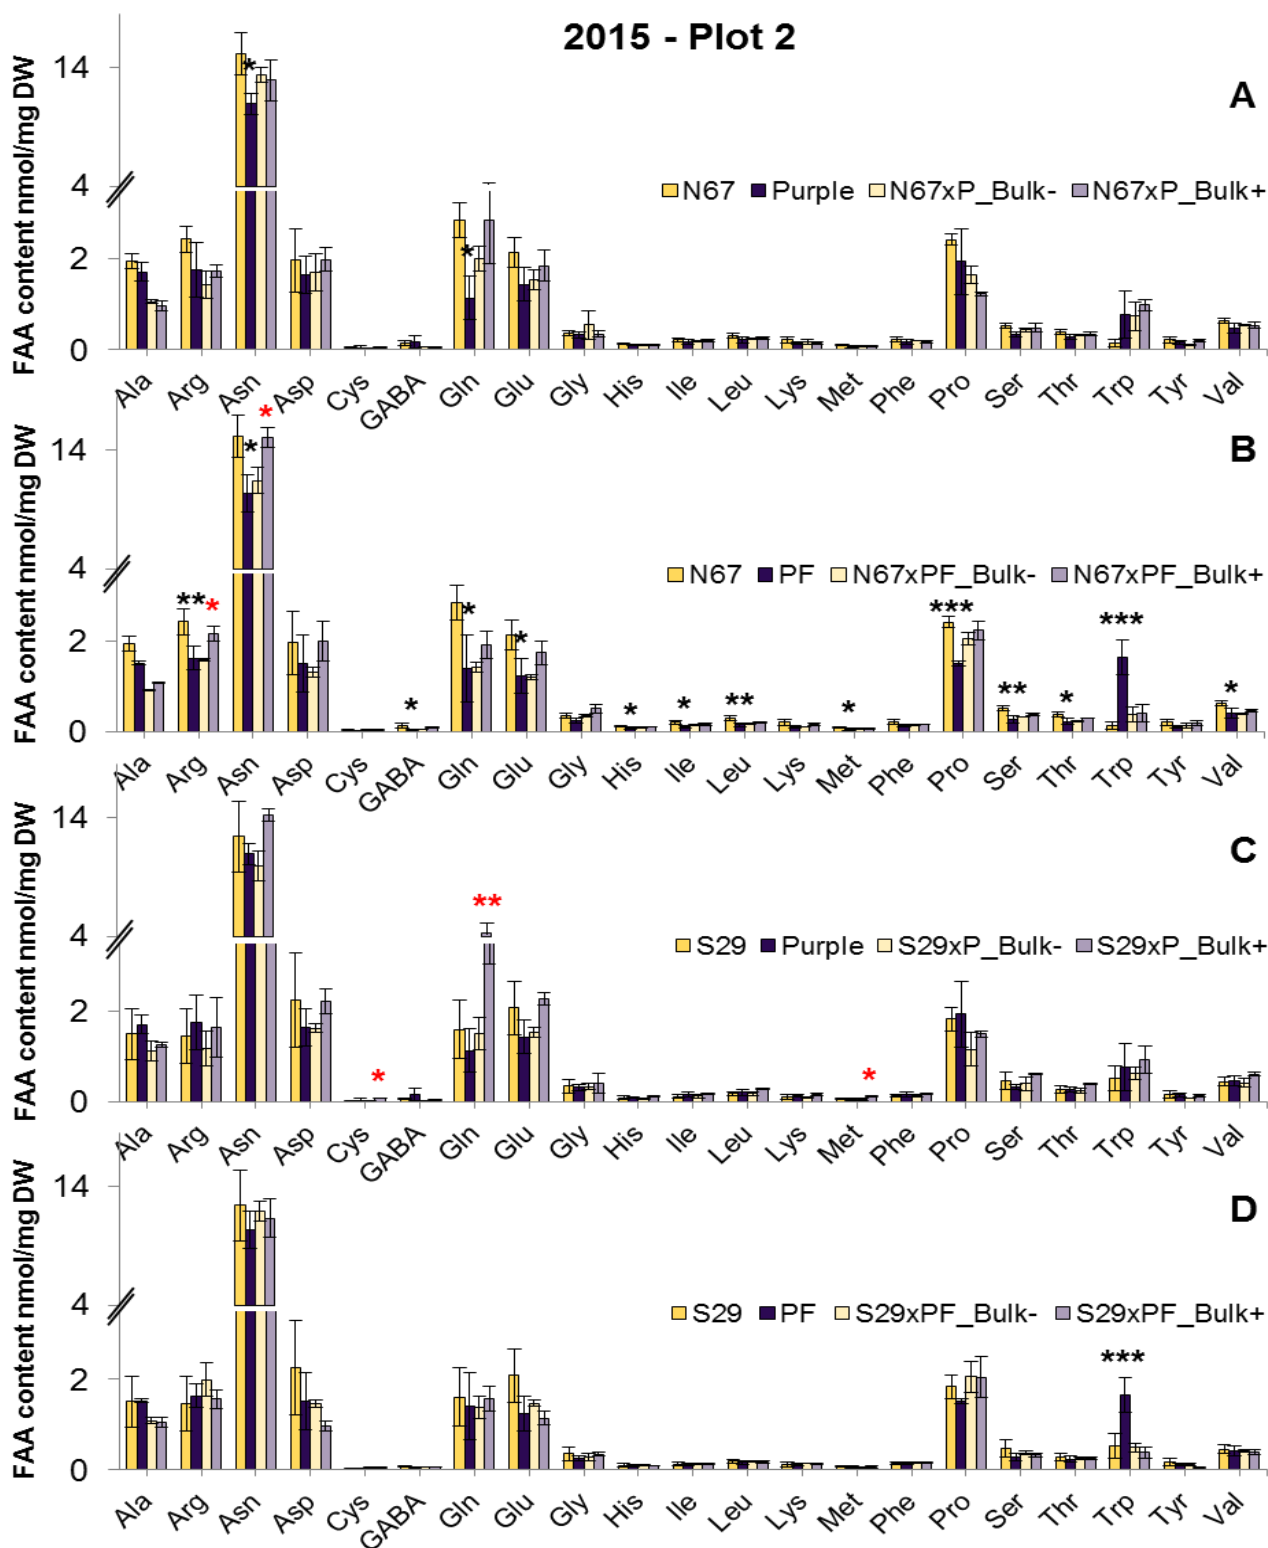 2015 - Plot 2
A
FAA content nmol/mg DW
14
4
2
0
*
*
N67 Purple N67xP_Bulk- N67xP_Bulk+
Ala Arg Asn Asp Cys GABA Gln Glu Gly His Ile Leu Lys Met Phe Pro Ser Thr Trp Tyr Val
B
FAA content nmol/mg DW
14
4
2
0
* *
N67 PF N67xPF_Bulk- N67xPF_Bulk+
** * * * * * * ** * *** ** * *** *
Ala Arg Asn Asp Cys GABA Gln Glu Gly His Ile Leu Lys Met Phe Pro Ser Thr Trp Tyr Val
C
FAA content nmol/mg DW
14
4
2
0
**
S29 Purple S29xP_Bulk- S29xP_Bulk+
* *
Ala Arg Asn Asp Cys GABA Gln Glu Gly His Ile Leu Lys Met Phe Pro Ser Thr Trp Tyr Val
D
FAA content nmol/mg DW
14
4
2
0
S29 PF S29xPF_Bulk- S29xPF_Bulk+
***
Ala Arg Asn Asp Cys GABA Gln Glu Gly His Ile Leu Lys Met Phe Pro Ser Thr Trp Tyr Val